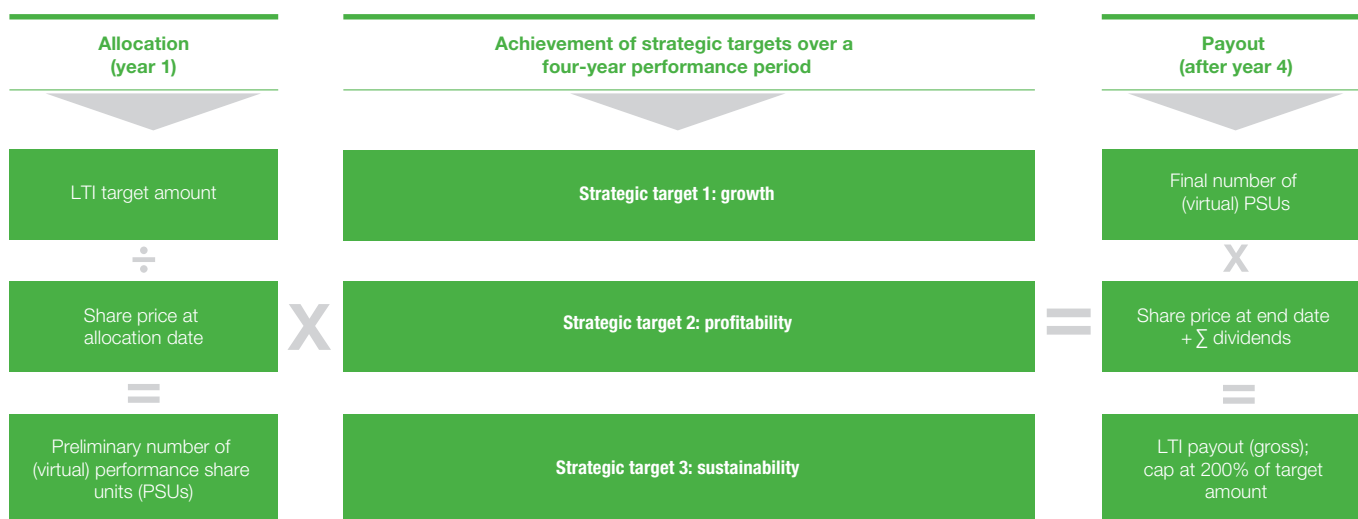 Allocation
(year 1)
Achievement of strategic targets over a
four-year performance period
Payout
(after year 4)
LTI target amount
÷
Share price at
allocation date
=
Preliminary number of
(virtual) performance share
units (PSUs)
X
Strategic target 1: growth
Strategic target 2: profitability
Strategic target 3: sustainability
=
Final number of
(virtual) PSUs
X
Share price at end date
+ ∑ dividends
=
LTI payout (gross);
cap at 200% of target
amount